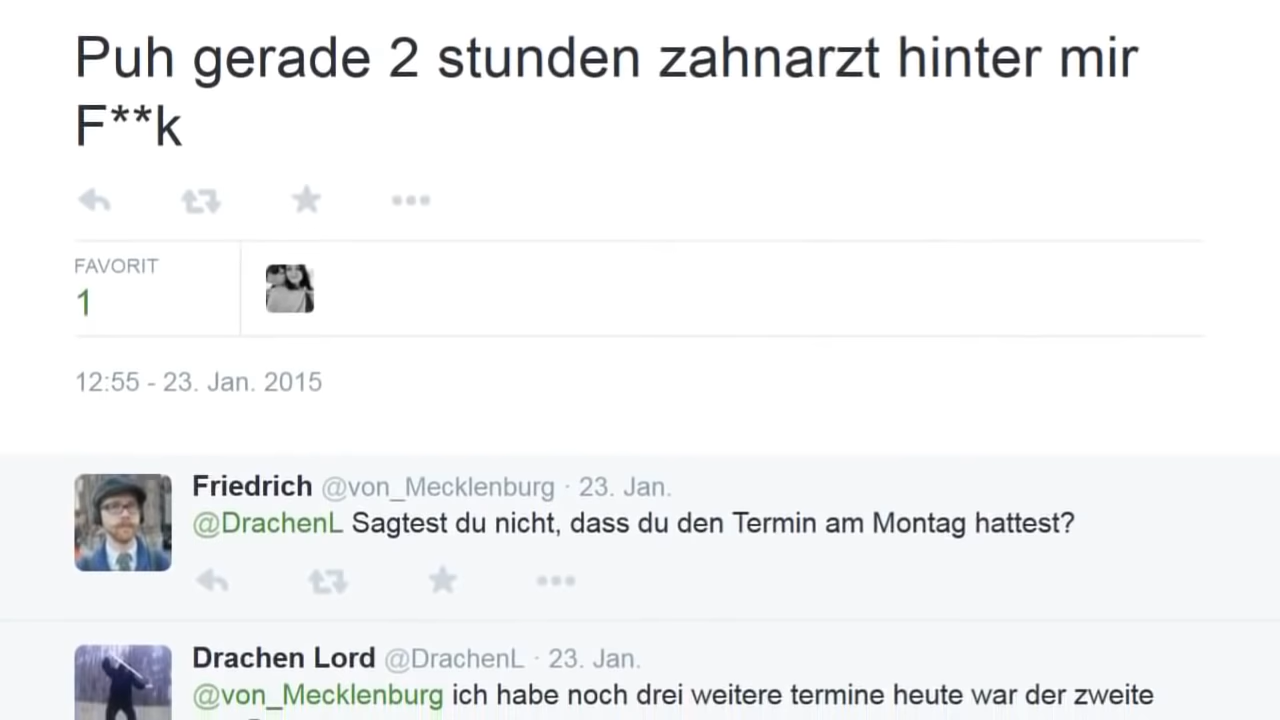 Puh gerade 2 stunden zahnarzt hinter mir
F**k
FAVORIT
1
12:55 - 23. Jan. 2015
Friedrich @von_Mecklenburg · 23. Jan.
@DrachenL Sagtest du nicht, dass du den Termin am Montag hattest?
Drachen Lord @DrachenL · 23. Jan.
@von_Mecklenburg ich habe noch drei weitere termine heute war der zweite